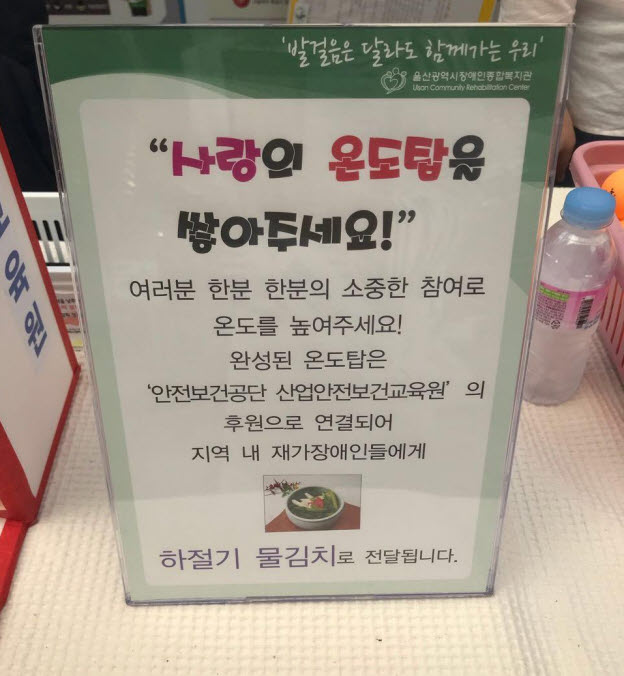 '발걸음은 달라도 함께가는 우리'
울산광역시장애인종합복지관
Ulsan Community Rehabilitation Center
“사랑의 온도탑을
쌓아주세요!”
여러분 한분 한분의 소중한 참여로
온도를 높여주세요!
완성된 온도탑은
'안전보건공단 산업안전보건교육원' 의
후원으로 연결되어
지역 내 재가장애인들에게
하절기 물김치로 전달됩니다.
육원